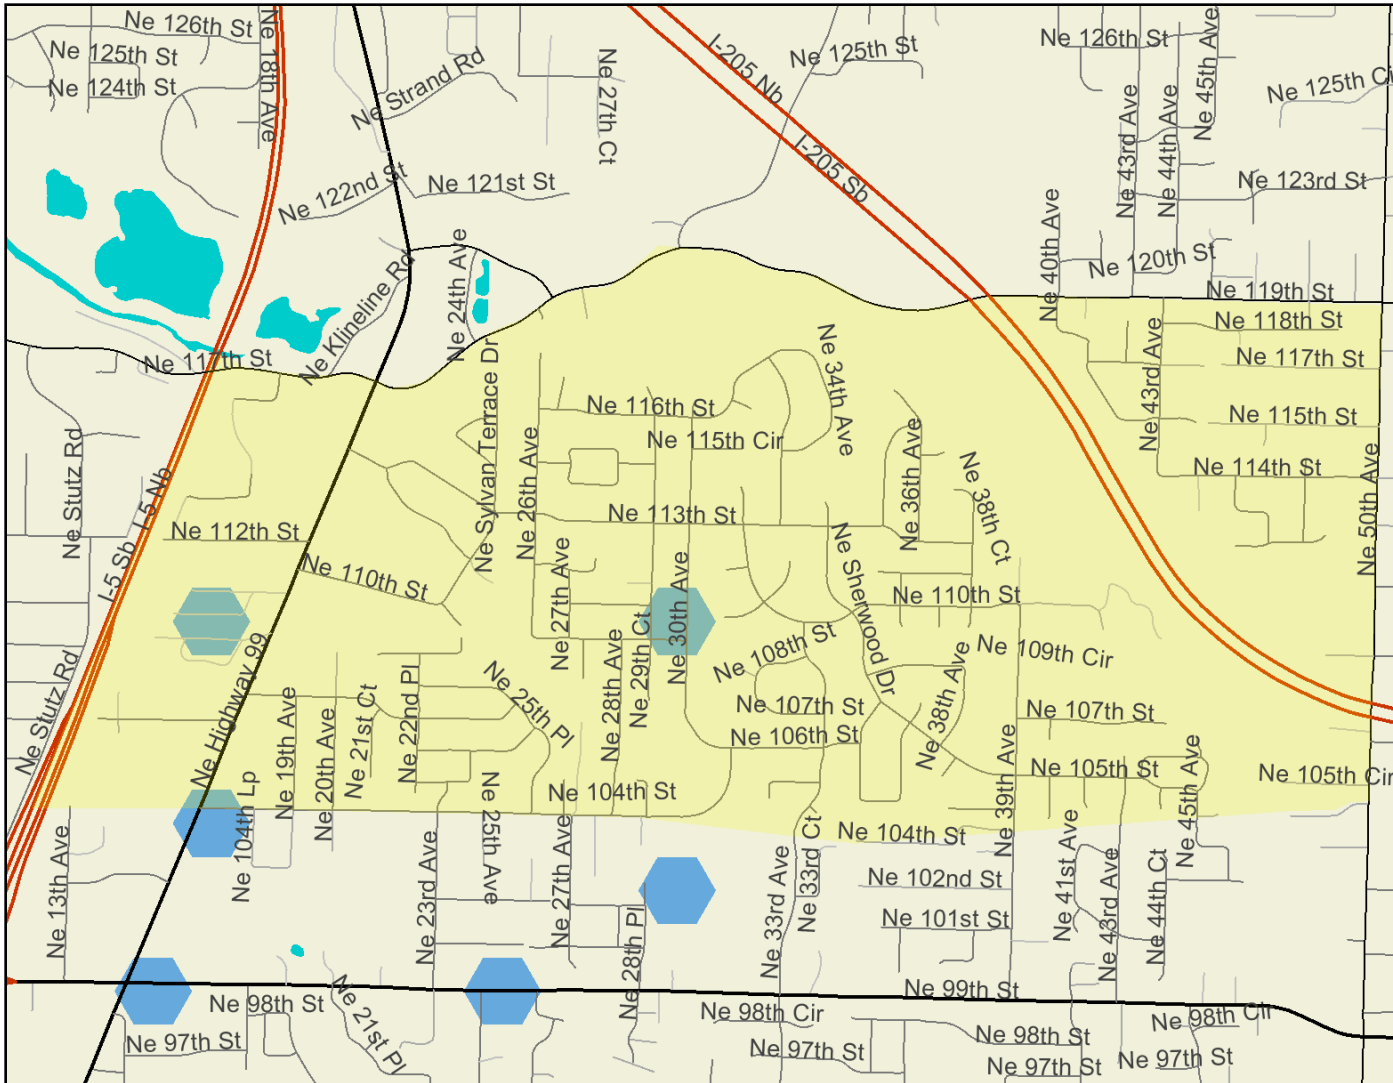 Ne 126th St
Ne 18th Ave
Ne 125th St
Ne 124th St
Ne Strand Rd
Ne 27th Ct
I-205 Nb
I-205 Sb
Ne 125th St
Ne 126th St
Ne 45th Ave
Ne 125th Cir
Ne 43rd Ave
Ne 44th Ave
Ne 122nd St
Ne 121st St
Ne 123rd St
Ne 40th Ave
Ne 120th St
Ne 119th St
Ne Klineline Rd
Ne 24th Ave
Ne 117th St
Ne 118th St
Ne 117th St
Ne 43rd Ave
Ne Sylvan Terrace Dr
Ne 34th Ave
Ne 116th St
Ne 115th St
Ne 115th Cir
Ne 36th Ave
Ne 26th Ave
Ne 38th Ct
Ne 114th St
Ne 50th Ave
Ne Stutz Rd
I-5 Nb
I-5 Sb
Ne 112th St
Ne 113th St
Ne Sherwood Dr
Ne 110th St
Ne 27th Ave
Ne 30th Ave
Ne 110th St
Ne 29th Ct
Ne 28th Ave
Ne 108th St
Ne 109th Cir
Ne 38th Ave
Ne Stutz Rd
Ne Highway 99
Ne 19th Ave
Ne 20th Ave
Ne 21st Ct
Ne 22nd Pl
Ne 25th Pl
Ne 107th St
Ne 106th St
Ne 107th St
Ne 39th Ave
Ne 105th St
Ne 45th Ave
Ne 105th Cir
Ne 104th Lp
Ne 25th Ave
Ne 104th St
Ne 104th St
Ne 13th Ave
Ne 23rd Ave
Ne 27th Ave
Ne 33rd Ave
Ne 33rd Ct
Ne 102nd St
Ne 41st Ave
Ne 43rd Ave
Ne 44th Ct
Ne 28th Pl
Ne 101st St
Ne 99th St
Ne 98th St
Ne 21st Pl
Ne 98th Cir
Ne 98th Cir
Ne 98th St
Ne 97th St
Ne 97th St
Ne 97th St
Ne 97th St